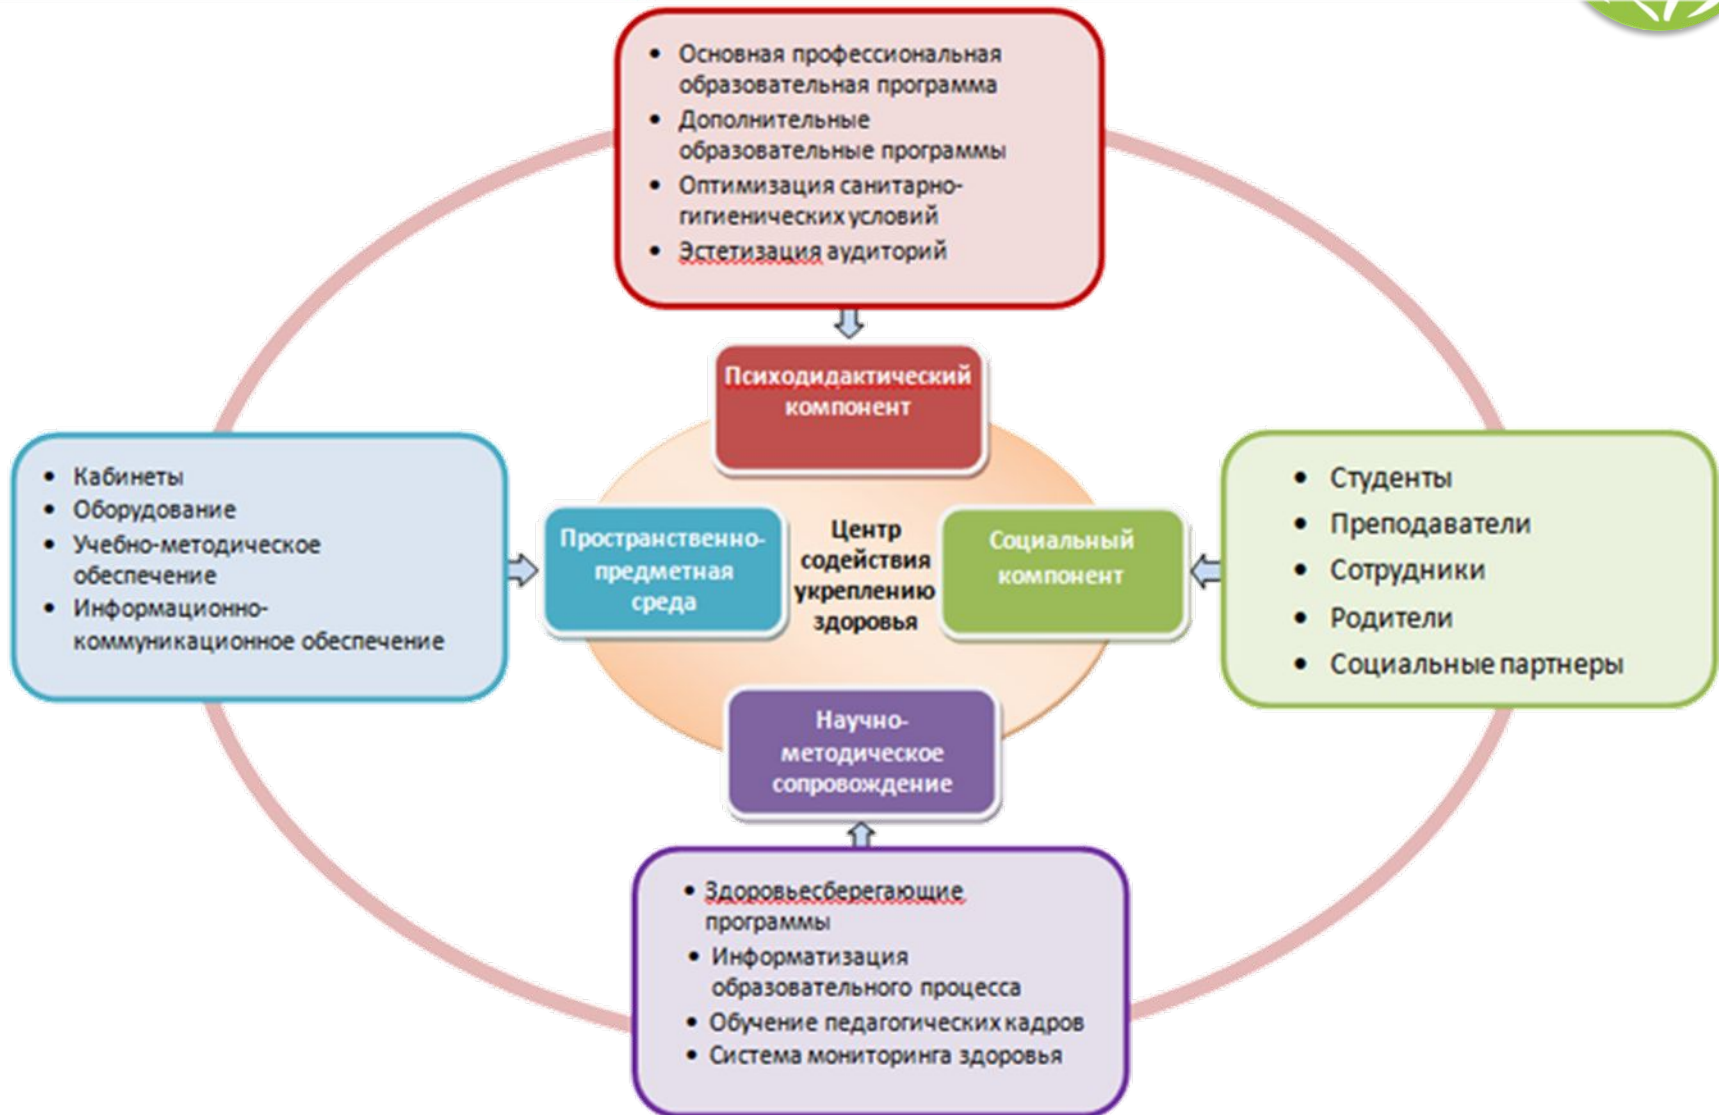 • Основная профессиональная
образовательная программа
• Дополнительные
образовательные программы
• Оптимизация санитарно-
гигиенических условий
• Эстетизация аудиторий
Психодидактический
компонент
• Кабинеты
• Оборудование
• Учебно-методическое
обеспечение
• Информационно-
коммуникационное обеспечение
Пространственно-
предметная
среда
Центр
содействия
укреплению
здоровья
Социальный
компонент
• Студенты
• Преподаватели
• Сотрудники
• Родители
• Социальные партнеры
Научно-
методическое
сопровождение
• Здоровьесберегающие
программы
• Информатизация
образовательного процесса
• Обучение педагогических кадров
• Система мониторинга здоровья